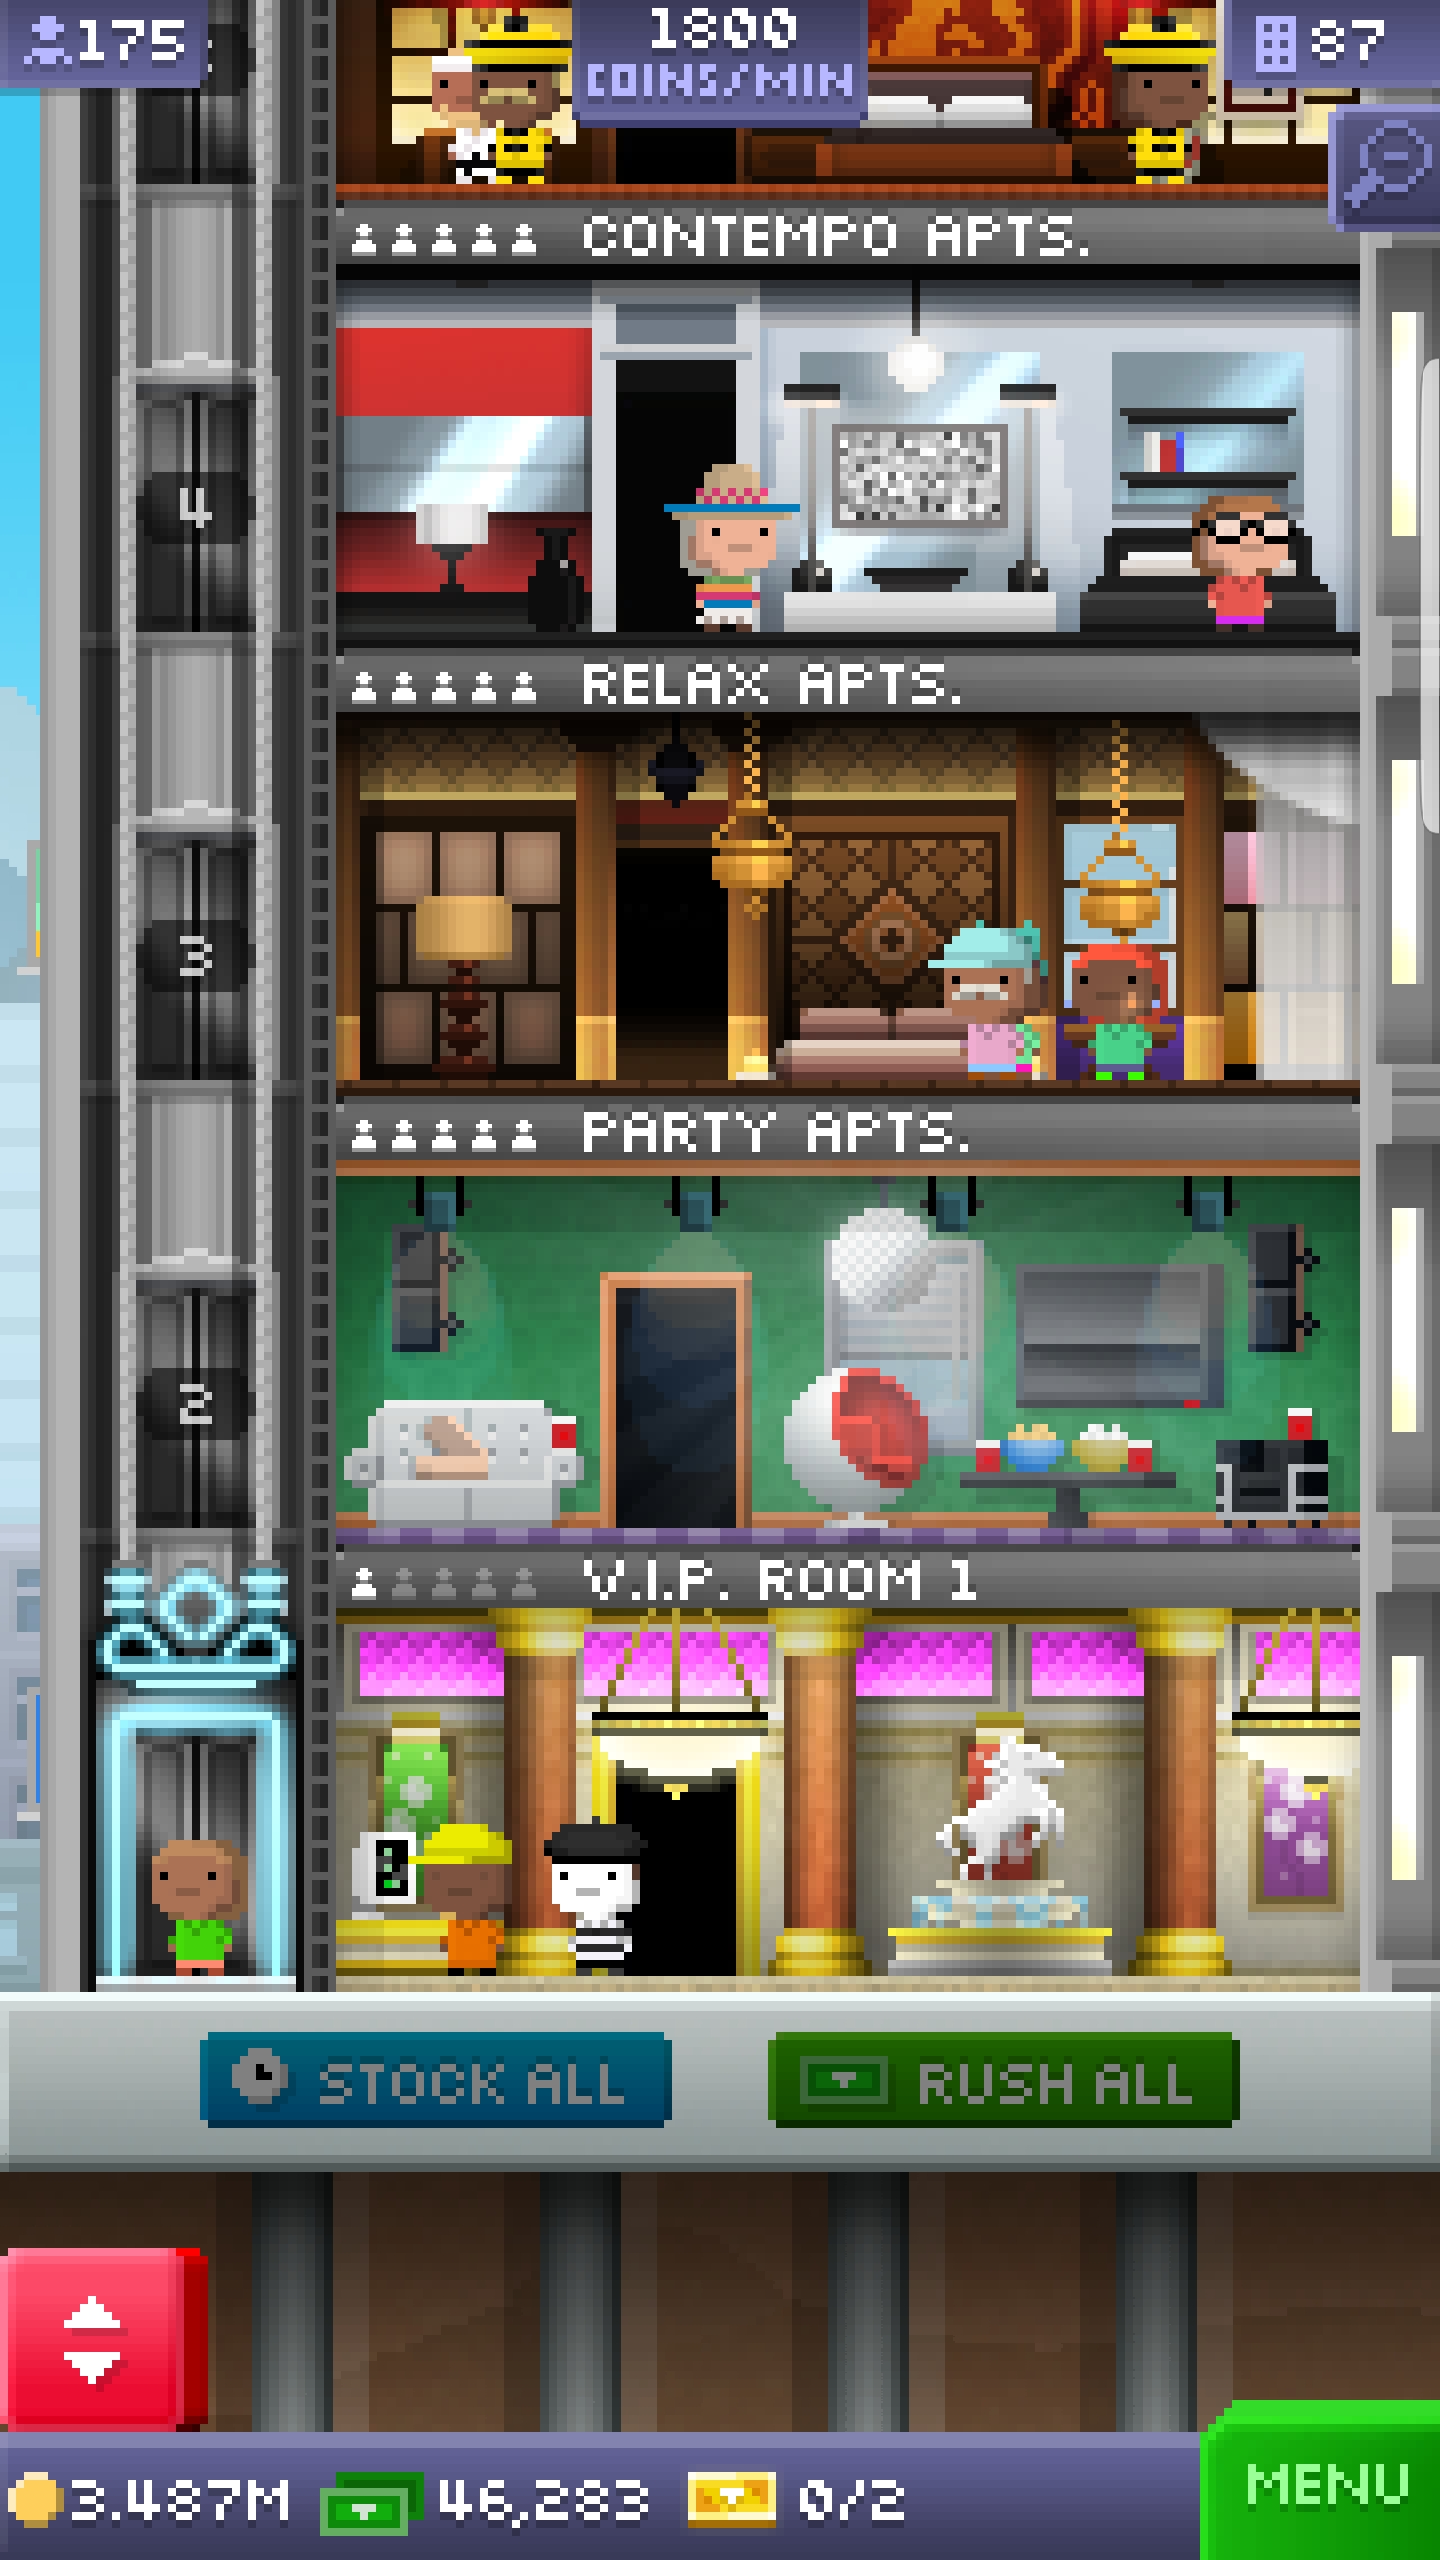 175
1800
COINS/MIN
87
CONTEMPO APTS.
4
RELAX APTS.
3
PARTY APTS.
2
V.I.P. ROOM 1
STOCK ALL
RUSH ALL
3.487M
46,283
0/2
MENU